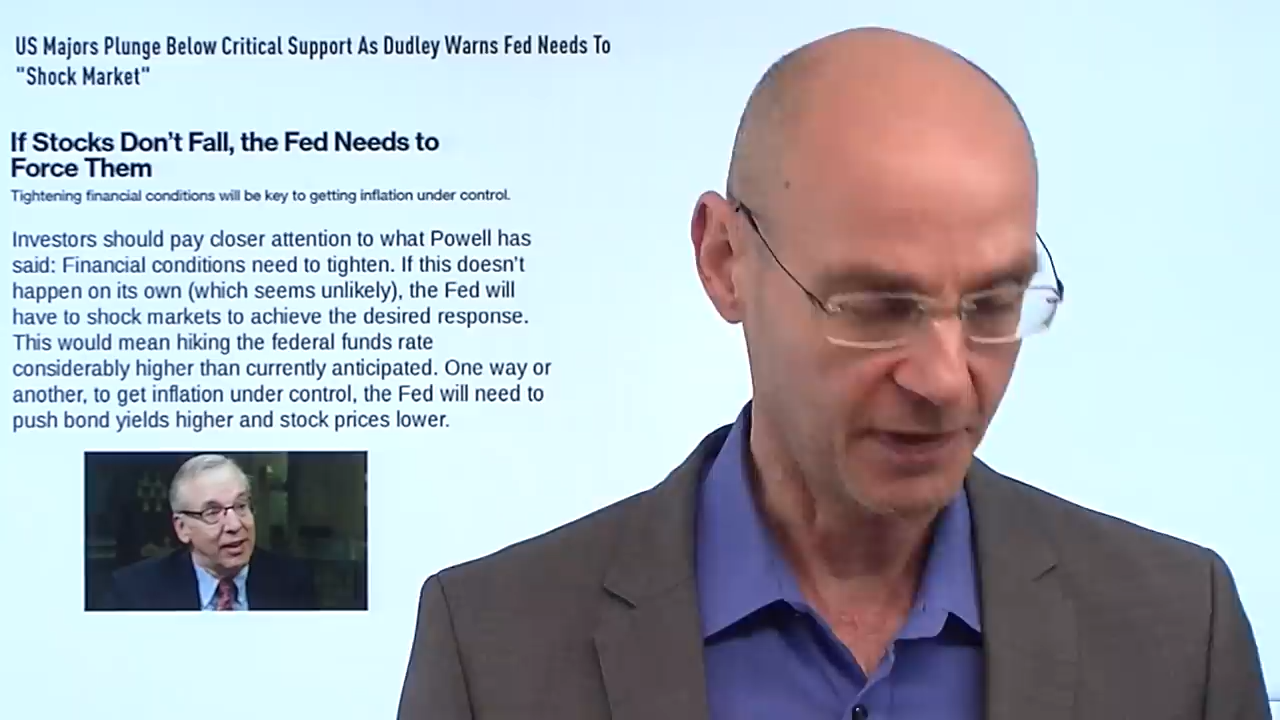 US Majors Plunge Below Critical Support As Dudley Warns Fed Needs To
"Shock Market"
If Stocks Don't Fall, the Fed Needs to
Force Them
Tightening financial conditions will be key to getting inflation under control.
Investors should pay closer attention to what Powell has
said: Financial conditions need to tighten. If this doesn't
happen on its own (which seems unlikely), the Fed will
have to shock markets to achieve the desired response.
This would mean hiking the federal funds rate
considerably higher than currently anticipated. One way or
another, to get inflation under control, the Fed will need to
push bond yields higher and stock prices lower.